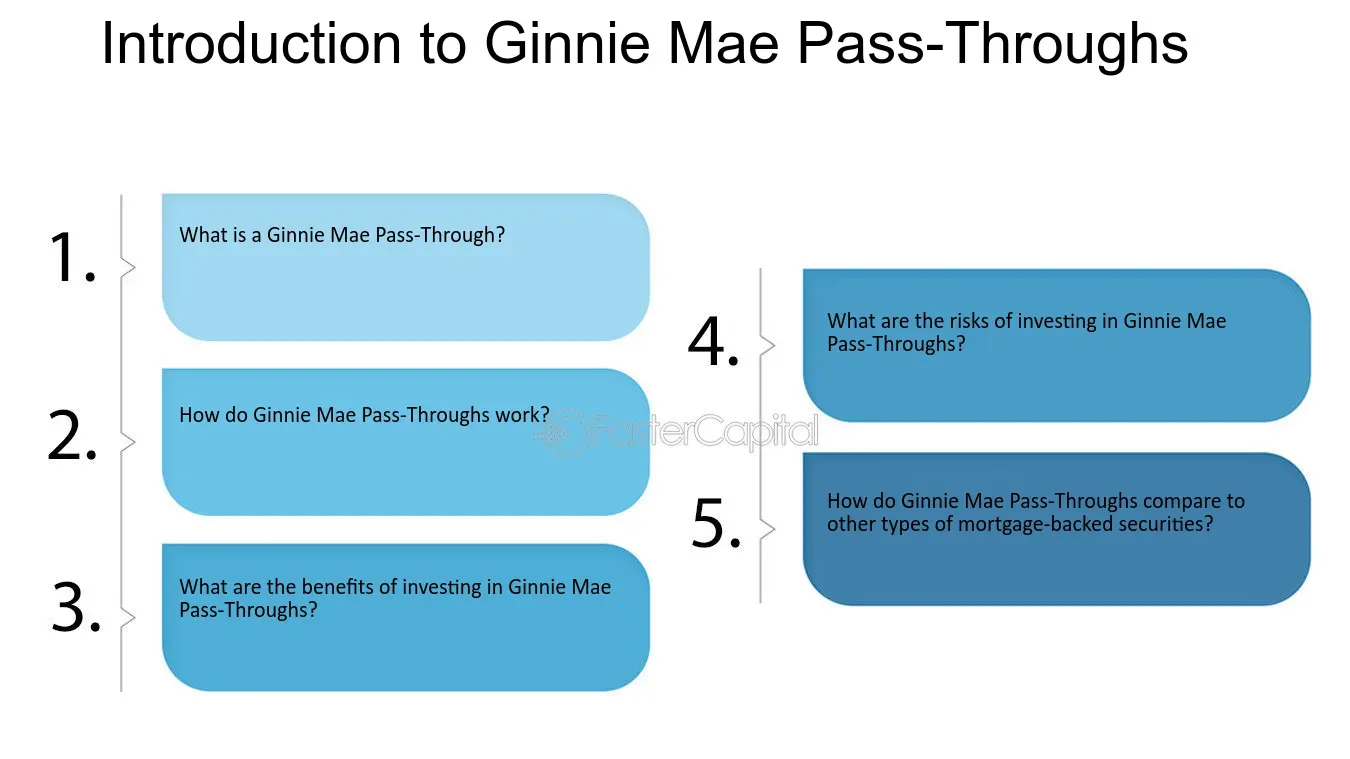 Introduction to Ginnie Mae Pass-Throughs
1.
What is a Ginnie Mae Pass-Through?
2.
How do Ginnie Mae Pass-Throughs work?
3.
What are the benefits of investing in Ginnie Mae
Pass-Throughs?
4.
What are the risks of investing in Ginnie Mae
Pass-Throughs?
5.
How do Ginnie Mae Pass-Throughs compare to
other types of mortgage-backed securities?
FasterCapital